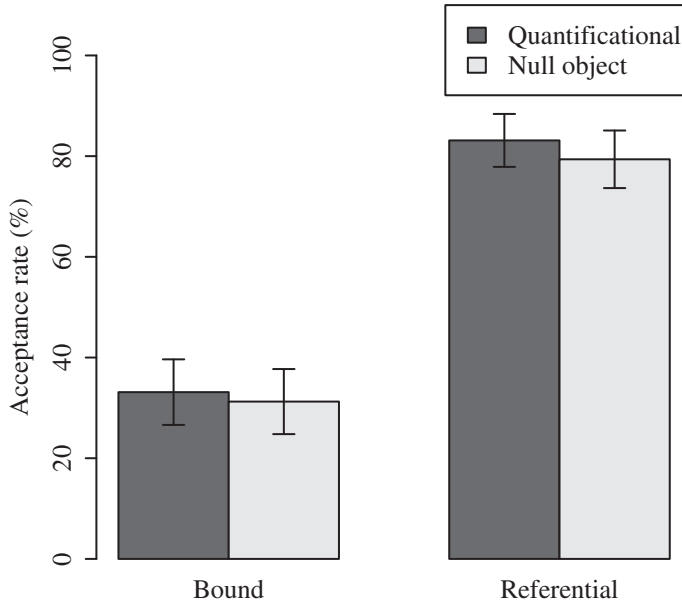 Quantificational
Null object
100
80
60
40
20
0
Acceptance rate (%)
Bound
Referential